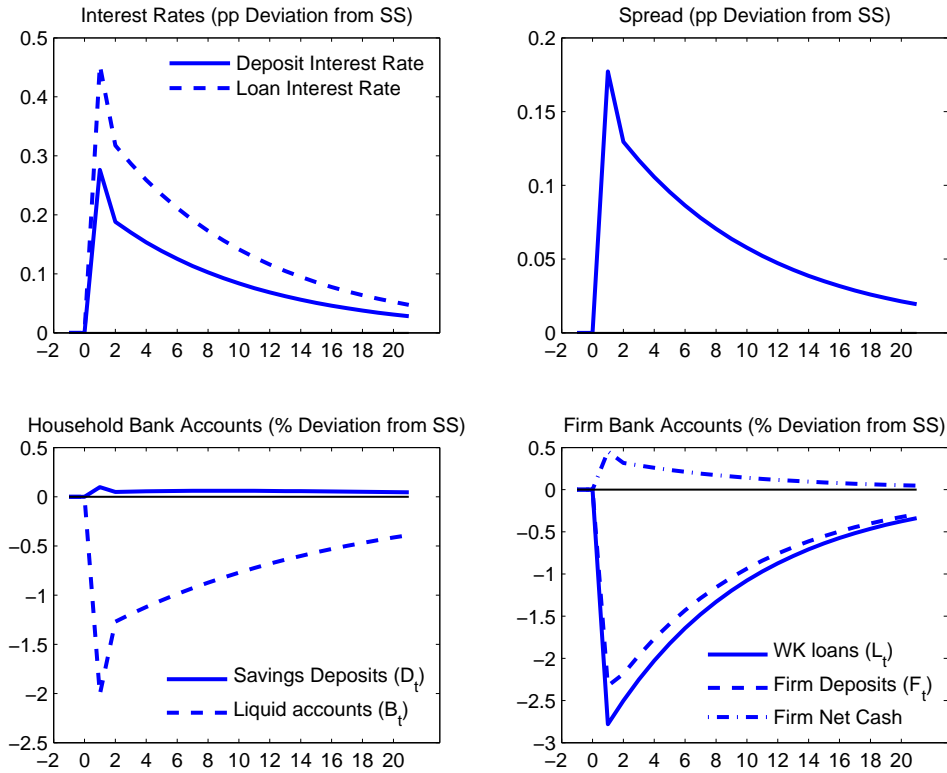 Interest Rates (pp Deviation from SS)
0.5
0.4
0.3
0.2
0.1
0
Deposit Interest Rate
Loan Interest Rate
−2 0 2 4 6 8 10 12 14 16 18 20
Spread (pp Deviation from SS)
0.2
0.15
0.1
0.05
0
−2 0 2 4 6 8 10 12 14 16 18 20
Household Bank Accounts (% Deviation from SS)
0.5
0
−0.5
−1
−1.5
−2
−2.5
Savings Deposits (D_t)
Liquid accounts (B_t)
−2 0 2 4 6 8 10 12 14 16 18 20
Firm Bank Accounts (% Deviation from SS)
0.5
0
−0.5
−1
−1.5
−2
−2.5
−3
WK loans (L_t)
Firm Deposits (F_t)
Firm Net Cash
−2 0 2 4 6 8 10 12 14 16 18 20